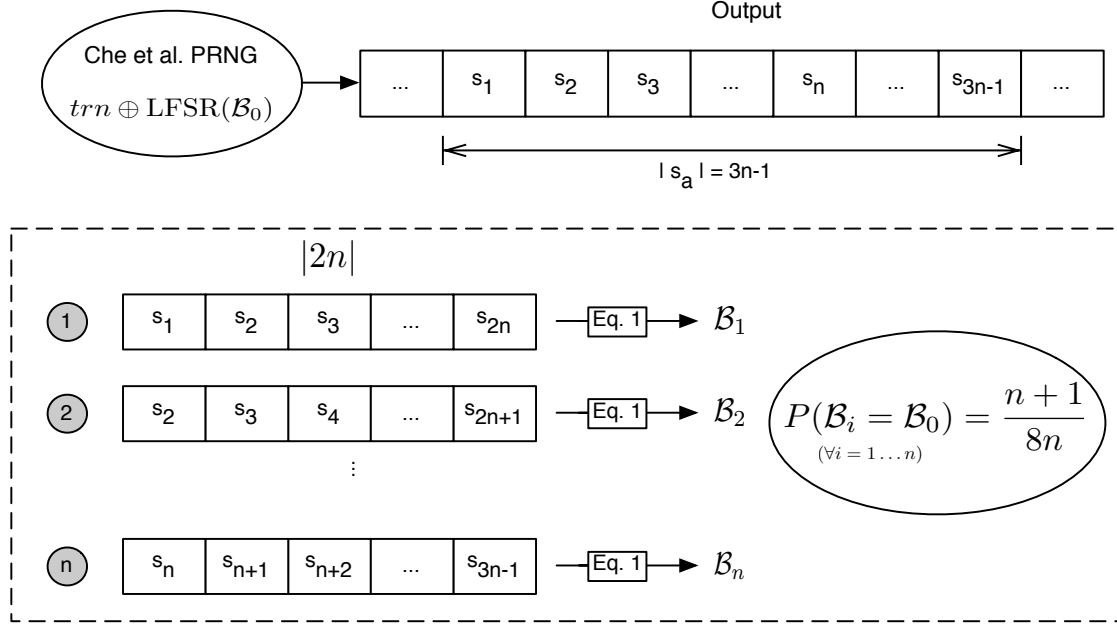 Output
Che et al. PRNG
trn ⊕ LFSR(𝓑₀)
... s₁ s₂ s₃ ... sₙ ... s₃ₙ₋₁ ...
| sₐ | = 3n-1
|2n|
1 s₁ s₂ s₃ ... s₂ₙ Eq. 1 𝓑₁
2 s₂ s₃ s₄ ... s₂ₙ₊₁ Eq. 1 𝓑₂
⋮
P(𝓑ᵢ = 𝓑₀) = (n + 1)/(8n)
(∀i = 1 … n)
n sₙ sₙ₊₁ sₙ₊₂ ... s₃ₙ₋₁ Eq. 1 𝓑ₙ